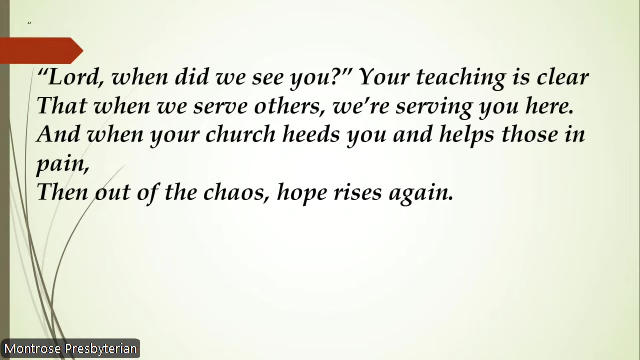 “Lord, when did we see you?” Your teaching is clear
That when we serve others, we’re serving you here.
And when your church heeds you and helps those in
pain,
Then out of the chaos, hope rises again.
Montrose Presbyterian